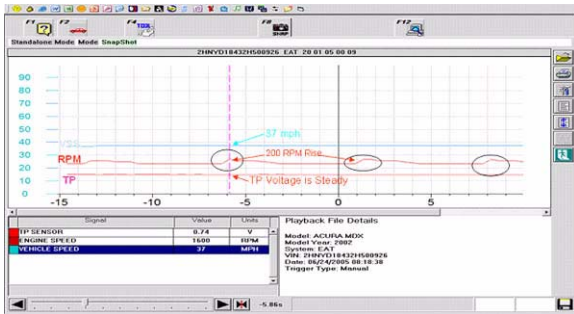 F1
F3
F4
F8
F12
SNAP
Standalone Mode Mode SnapShot
2HNYD18432H500926 EAT 20 01 05 00 09
90
80
70
60
50
40
30
20
10
0
VSS
RPM
TP
37 mph
200 RPM Rise
TP Voltage is Steady
-15
-10
-5
0
5
Signal
Value
Units
TP SENSOR 0.74 V
ENGINE SPEED 1600 RPM
VEHICLE SPEED 37 MPH
Playback File Details
Model: ACURA MDX
Model Year: 2002
System: EAT
VIN: 2HNYD18432H500926
Date: 06/24/2005 08:18:38
Trigger Type: Manual
-5.86s